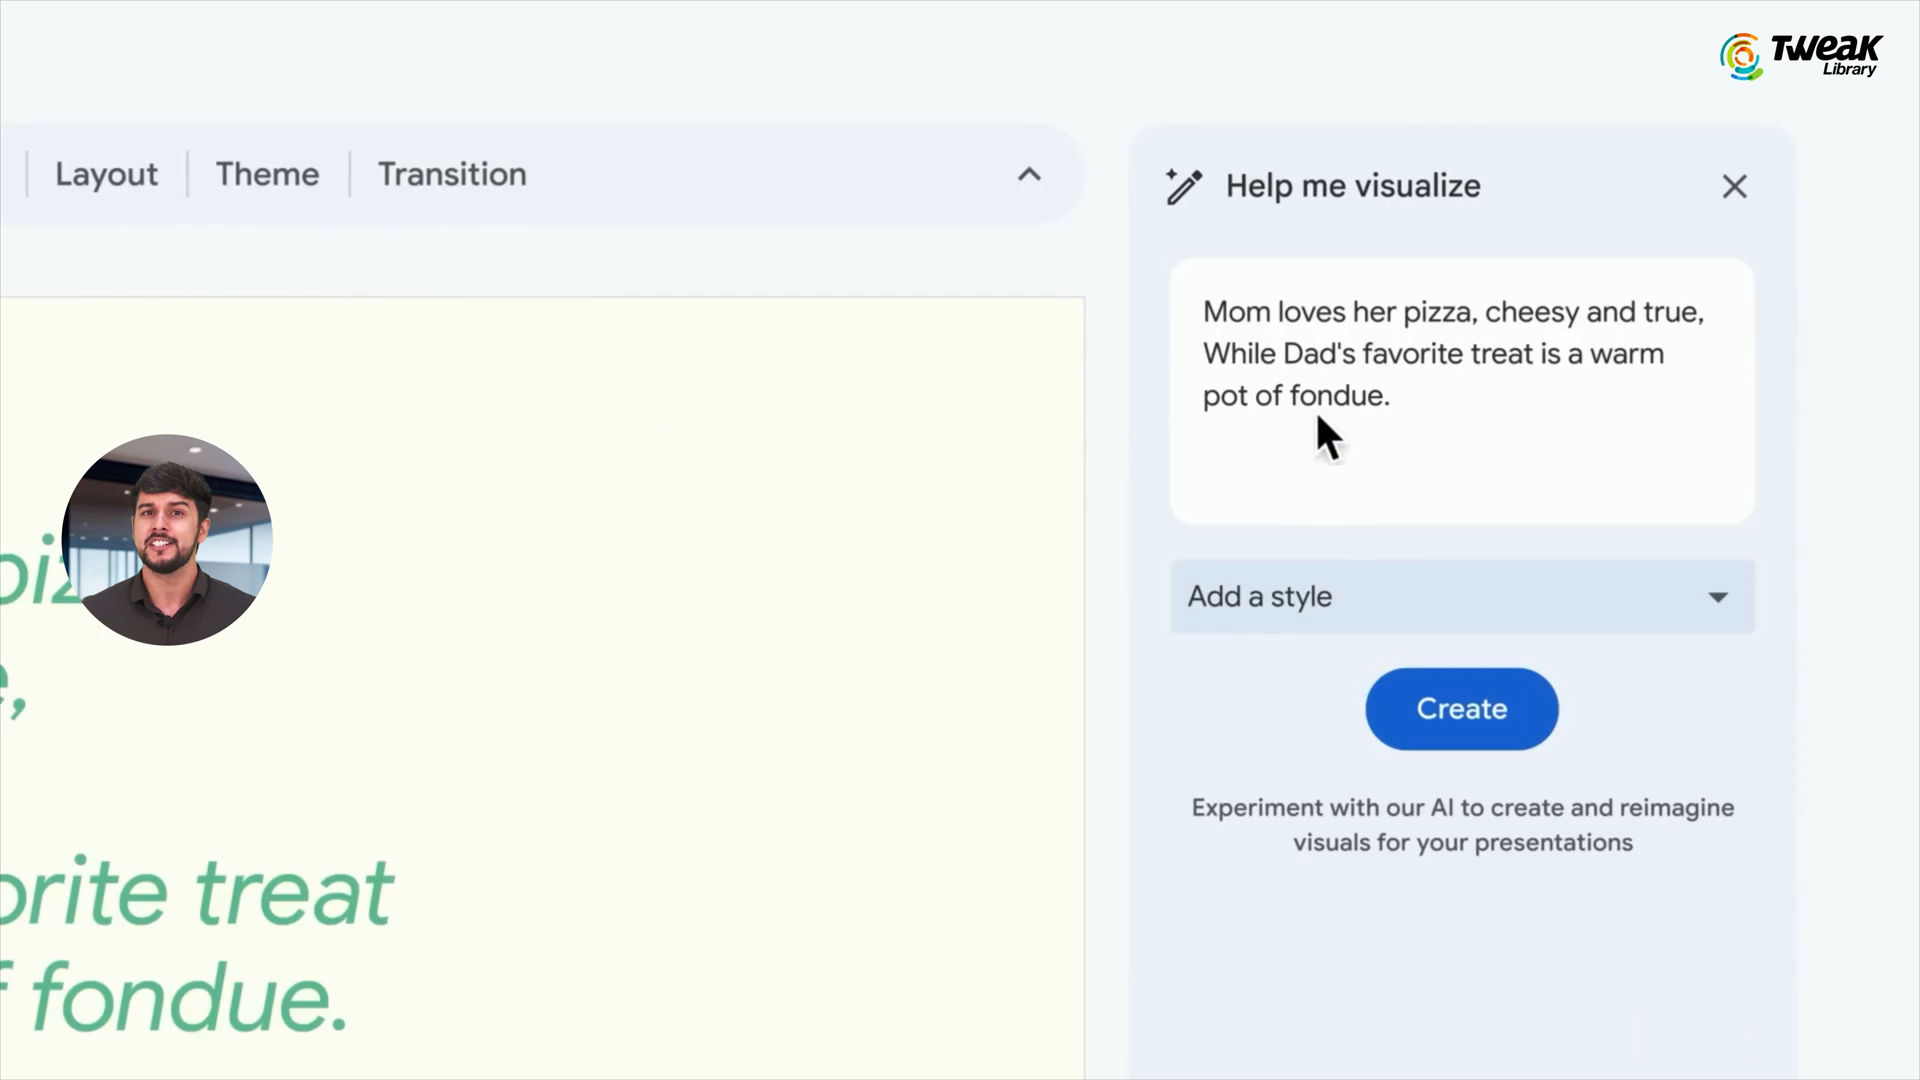 TWEAK
Library
Layout
Theme
Transition
Help me visualize
Mom loves her pizza, cheesy and true,
While Dad's favorite treat is a warm
pot of fondue.
Add a style
Create
Experiment with our AI to create and reimagine
visuals for your presentations
treat
fondue.